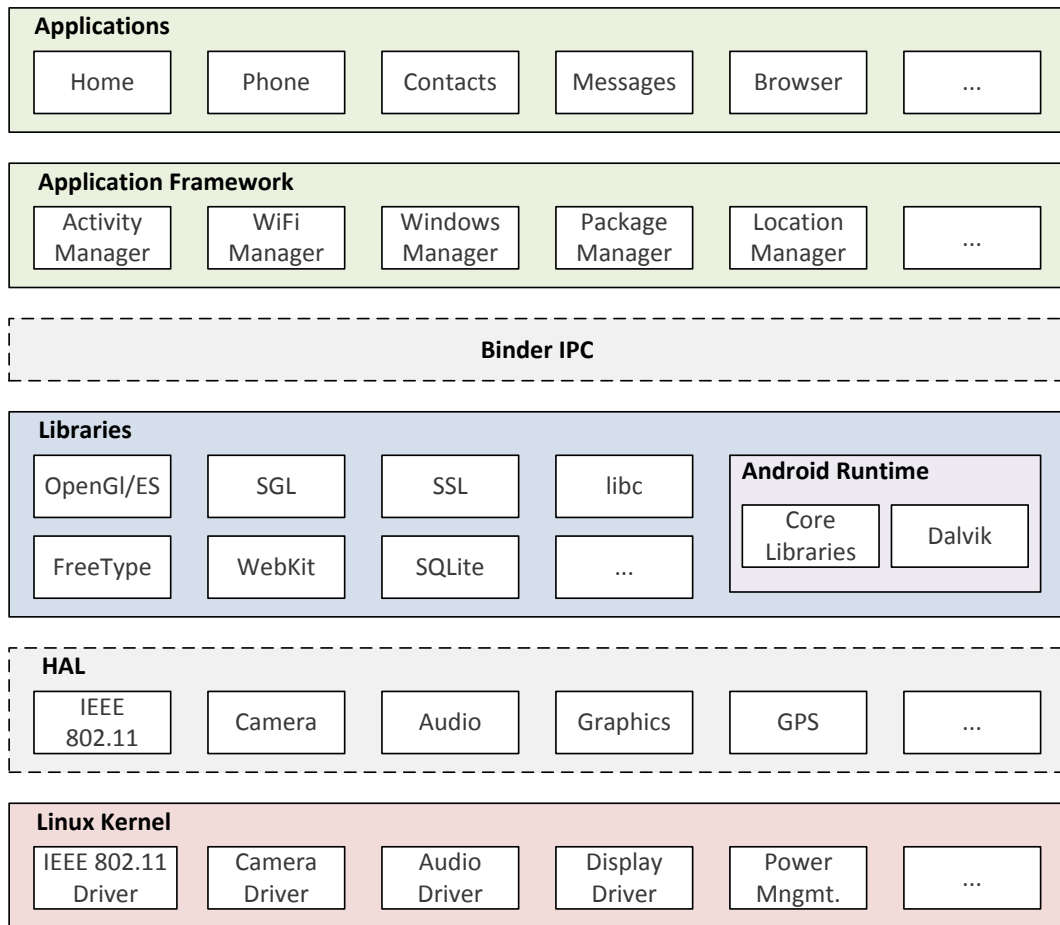 Applications
Home
Phone
Contacts
Messages
Browser
...
Application Framework
Activity
Manager
WiFi
Manager
Windows
Manager
Package
Manager
Location
Manager
...
Binder IPC
Libraries
OpenGl/ES
SGL
SSL
libc
FreeType
WebKit
SQLite
...
Android Runtime
Core
Libraries
Dalvik
HAL
IEEE
802.11
Camera
Audio
Graphics
GPS
...
Linux Kernel
IEEE 802.11
Driver
Camera
Driver
Audio
Driver
Display
Driver
Power
Mngmt.
...